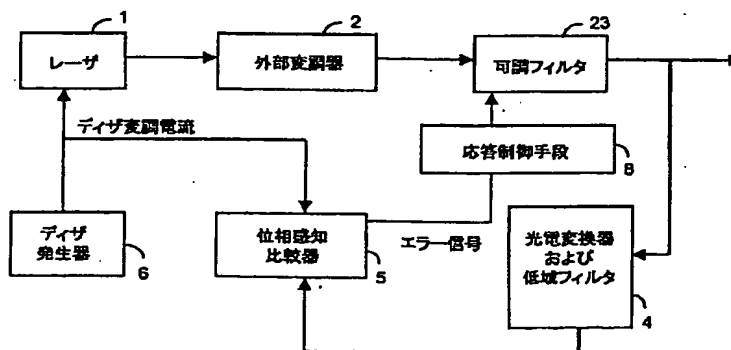 1
レーザ
2
外部変調器
23
可調フィルタ
ディザ変調電流
応答制御手段
8
ディザ
発生器
6
位相感知
比較器
5
エラー信号
光電変換器
および
低域フィルタ
4